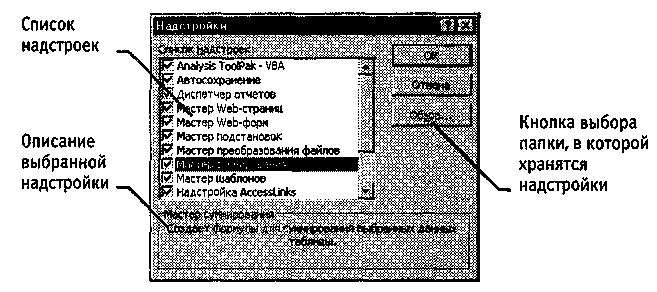 Список
надстроек
Описание
выбранной
надстройки
Надстройки
Список надстроек:
Analysis ToolPak - VBA
Автосохранение
Диспетчер отчетов
Мастер Web-страниц
Мастер Web-форм
Мастер подстановок
Мастер преобразования файлов
Мастер шаблонов
Надстройка AccessLinks
Мастер суммирования
Создает формулы для суммирования выбранных данных
таблицы.
OK
Отмена
Обзор...
Кнопка выбора
папки, в которой
хранятся
надстройки